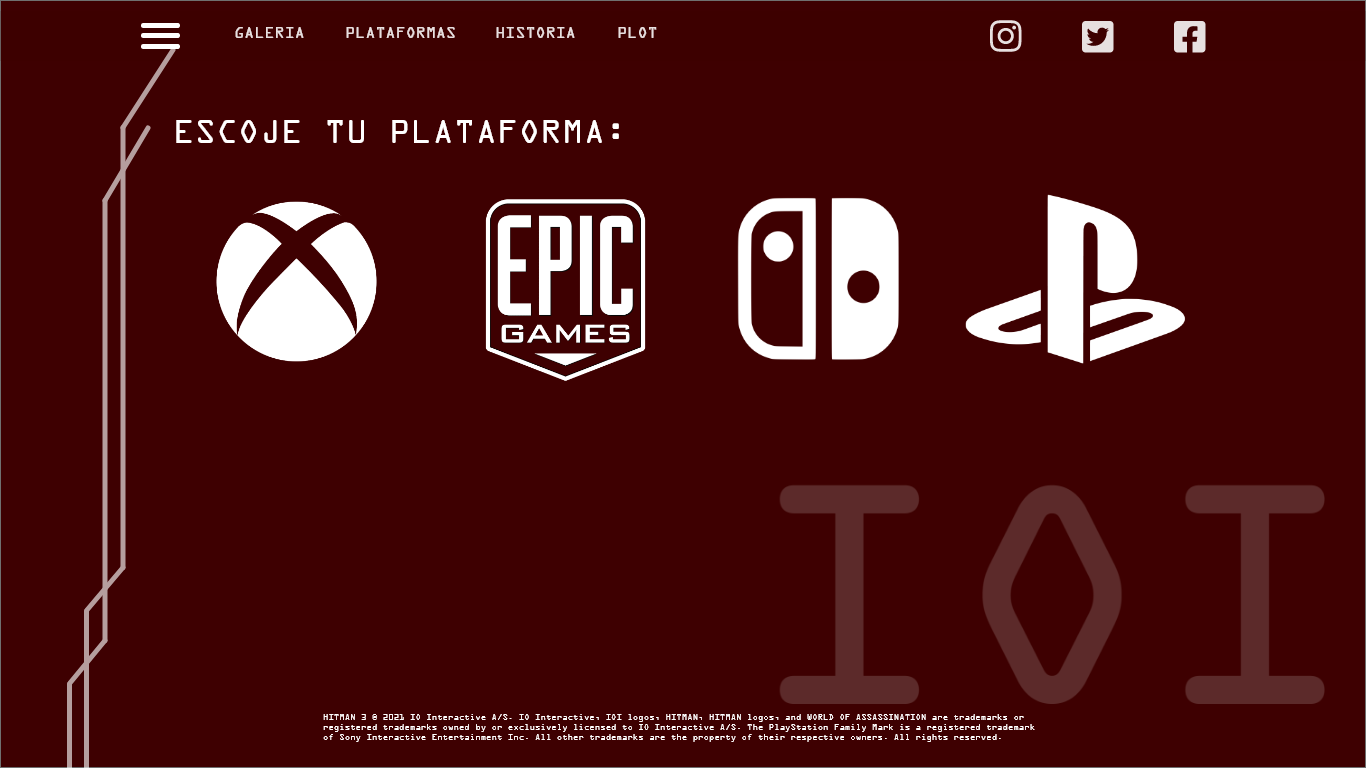 GALERIA PLATAFORMAS HISTORIA PLOT
ESCOJE TU PLATAFORMA:
EPIC
GAMES
IOI
HITMAN 3 © 2021 IO Interactive A/S. IO Interactive, IOI logos, HITMAN, HITMAN logos, and WORLD OF ASSASSINATION are trademarks or
registered trademarks owned by or exclusively licensed to IO Interactive A/S. The PlayStation Family Mark is a registered trademark
of Sony Interactive Entertainment Inc. All other trademarks are the property of their respective owners. All rights reserved.